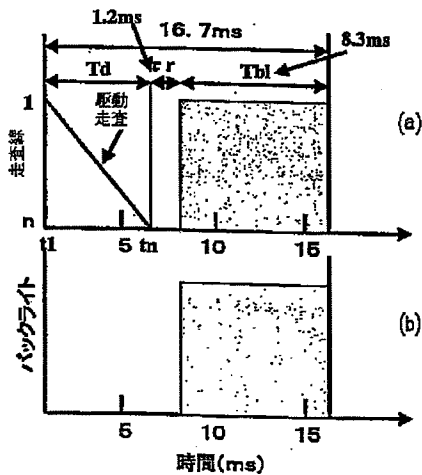 1.2ms
16.7ms
8.3ms
Td
τr
Tbl
1
駆動
走査
走査線
(a)
n
t1
5
tn
10
15
バックライト
(b)
5
10
15
時間(ms)